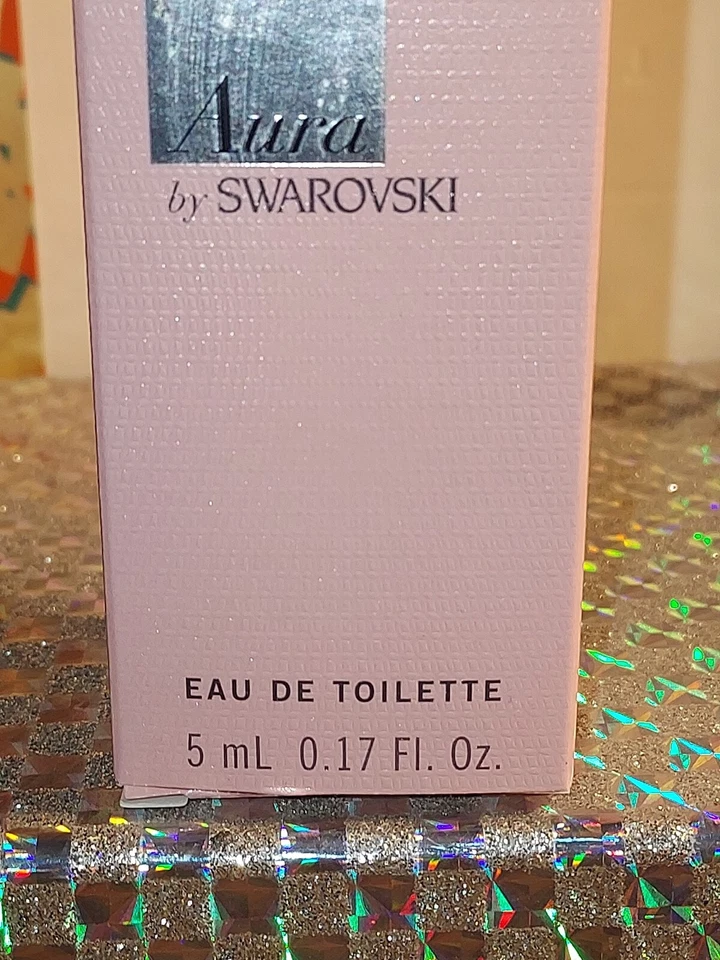 Aura
by SWAROVSKI
EAU DE TOILETTE
5 mL 0.17 Fl. Oz.